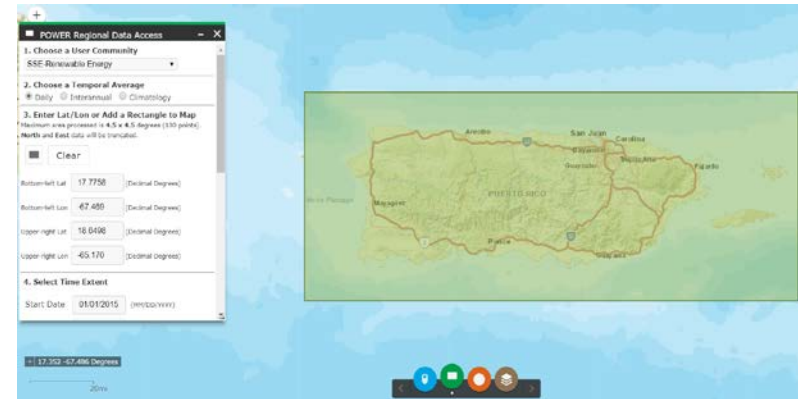 +
POWER Regional Data Access – X
1. Choose a User Community
SSE-Renewable Energy
2. Choose a Temporal Average
Daily Interannual Climatology
3. Enter Lat/Lon or Add a Rectangle to Map
Maximum area processed is 4.5 x 4.5 degrees (100 points).
North and East data will be truncated.
Clear
Bottom-left Lat 17.7758 (Decimal Degrees)
Bottom-left Lon (Decimal Degrees)
Upper-right Lat (Decimal Degrees)
Upper-right Lon -65.170 (Decimal Degrees)
4. Select Time Extent
Start Date 01/01/2015 (MM/DD/YYYY)
Arecibo
San Juan
Carolina
Bayamón
Guaynabo
Fajardo
Mayagüez
PUERTO RICO
Ponce
Guayama
+ 17.353 -67.486 Degrees
20mi